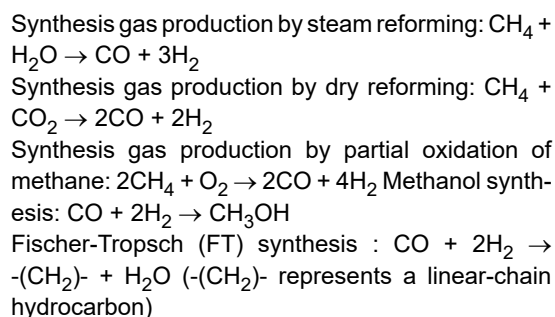 Synthesis gas production by steam reforming: CH₄ +
H₂O → CO + 3H₂
Synthesis gas production by dry reforming: CH₄ +
CO₂ → 2CO + 2H₂
Synthesis gas production by partial oxidation of
methane: 2CH₄ + O₂ → 2CO + 4H₂ Methanol synth-
esis: CO + 2H₂ → CH₃OH
Fischer-Tropsch (FT) synthesis : CO + 2H₂ →
-(CH₂)- + H₂O (-(CH₂)- represents a linear-chain
hydrocarbon)